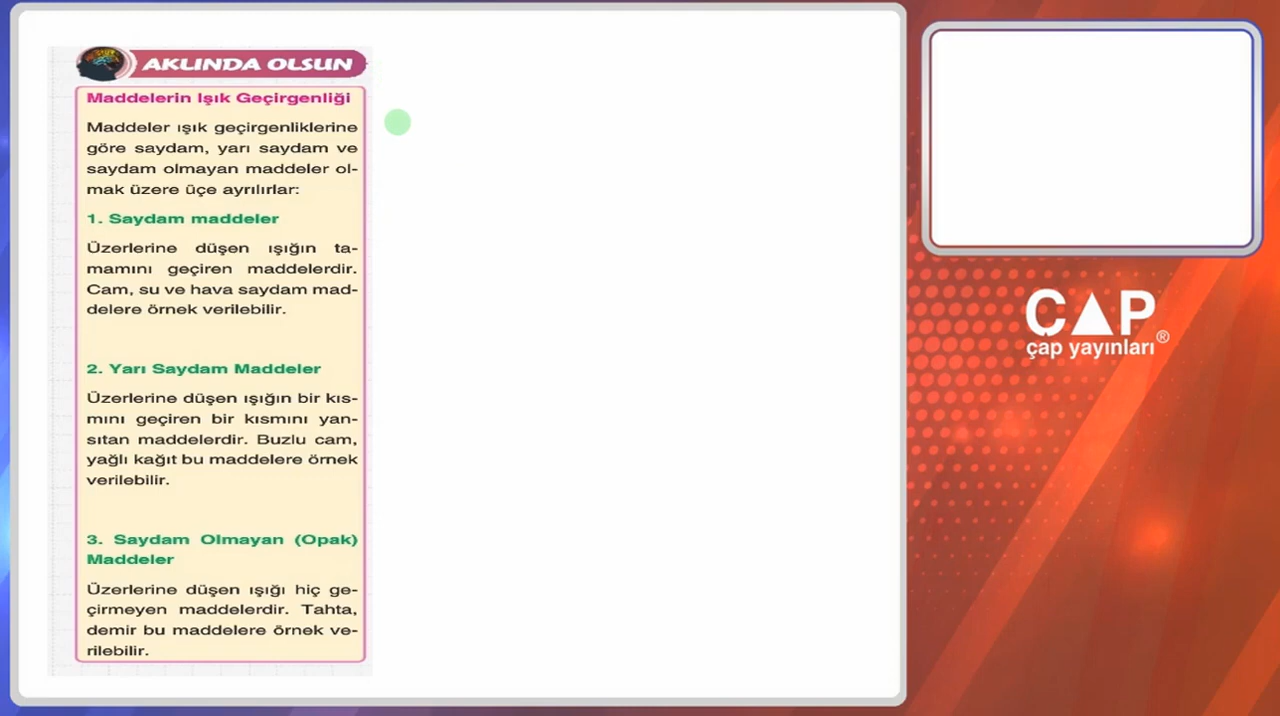 AKLINDA OLSUN
Maddelerin Işık Geçirgenliği
Maddeler ışık geçirgenliklerine
göre saydam, yarı saydam ve
saydam olmayan maddeler ol-
mak üzere üçe ayrılırlar:
1. Saydam maddeler
Üzerlerine düşen ışığın ta-
mamını geçiren maddelerdir.
Cam, su ve hava saydam mad-
delere örnek verilebilir.
2. Yarı Saydam Maddeler
Üzerlerine düşen ışığın bir kıs-
mını geçiren bir kısmını yan-
sıtan maddelerdir. Buzlu cam,
yağlı kağıt bu maddelere örnek
verilebilir.
3. Saydam Olmayan (Opak)
Maddeler
Üzerlerine düşen ışığı hiç ge-
çirmeyen maddelerdir. Tahta,
demir bu maddelere örnek ve-
rilebilir.
ÇAP®
çap yayınları